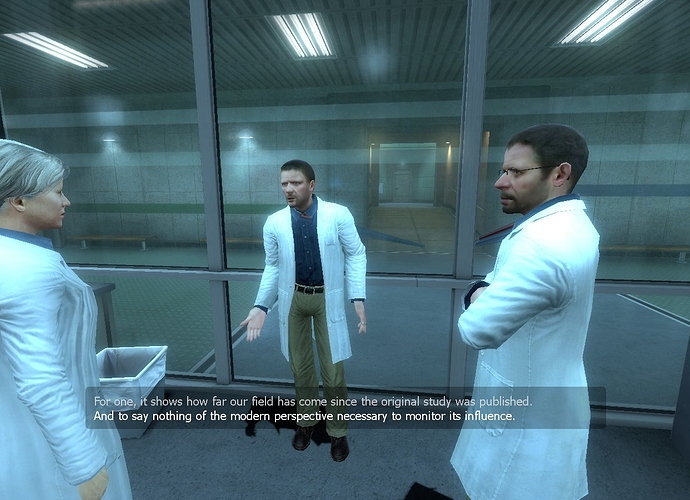 For one, it shows how far our field has come since the original study was published.
And to say nothing of the modern perspective necessary to monitor its influence.